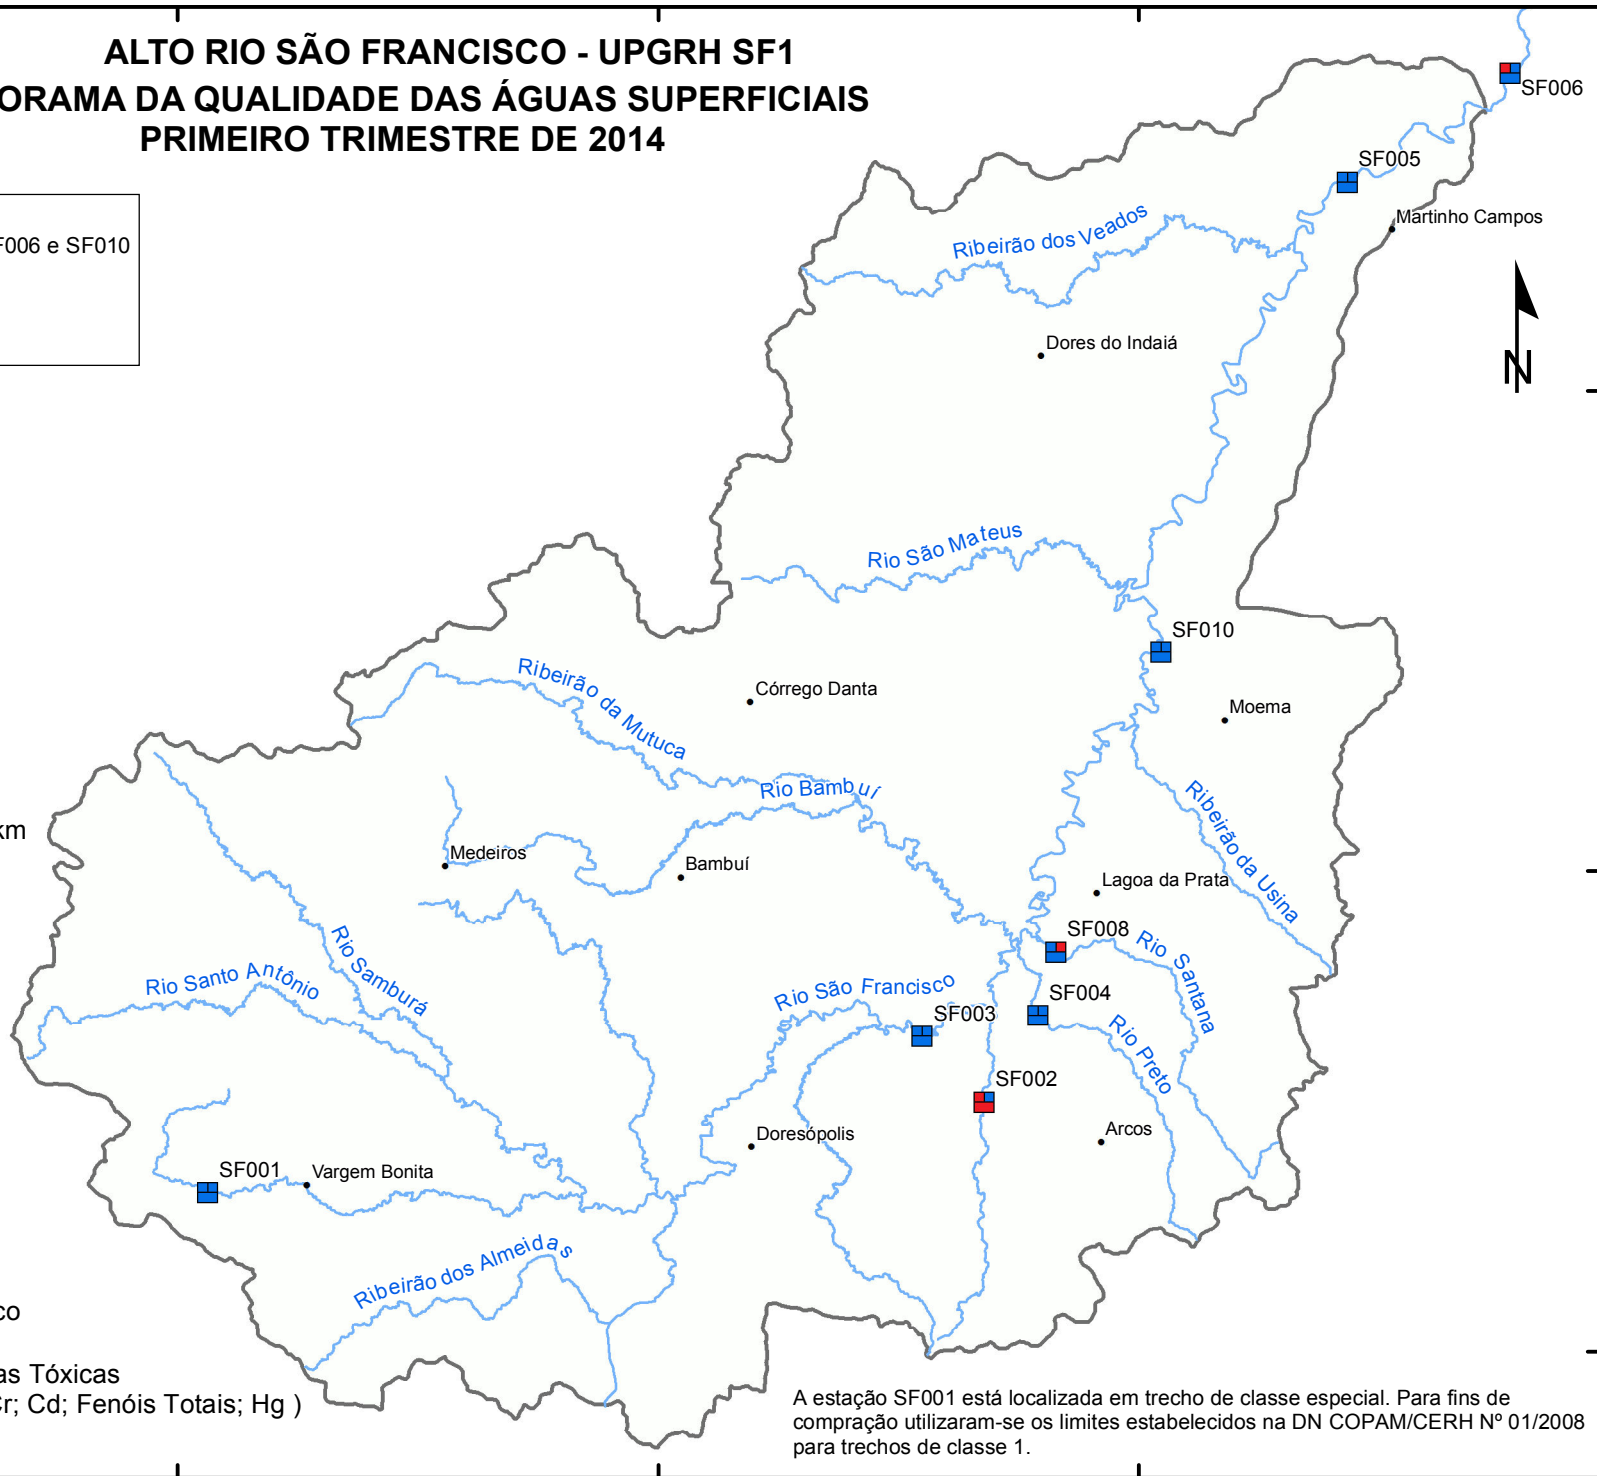 ALTO RIO SÃO FRANCISCO - UPGRH SF1
ORAMA DA QUALIDADE DAS ÁGUAS SUPERFICIAIS
PRIMEIRO TRIMESTRE DE 2014
SF006
SF005
Martinho Campos
F006 e SF010
Ribeirão dos Veados
N
Dores do Indaiá
Rio São Mateus
SF010
Ribeirão da Mutuca
Córrego Danta
Moema
Rio Bambuí
km
Ribeirão da Usina
Medeiros
Bambuí
Lagoa da Prata
SF008
Rio Samburá
Rio Santana
Rio Santo Antônio
Rio São Francisco
SF004
SF003
Rio Preto
SF002
Doresópolis
Arcos
SF001
Vargem Bonita
Ribeirão dos Almeidas
co
as Tóxicas
Cr; Cd; Fenóis Totais; Hg )
A estação SF001 está localizada em trecho de classe especial. Para fins de
compração utilizaram-se os limites estabelecidos na DN COPAM/CERH Nº 01/2008
para trechos de classe 1.